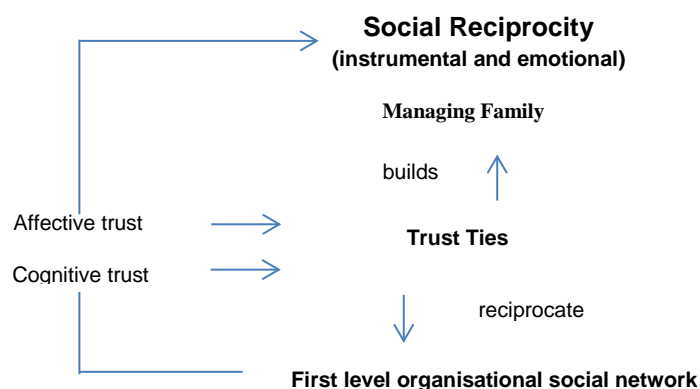 Social Reciprocity
(instrumental and emotional)
Managing Family
builds
Affective trust
Trust Ties
Cognitive trust
reciprocate
First level organisational social network